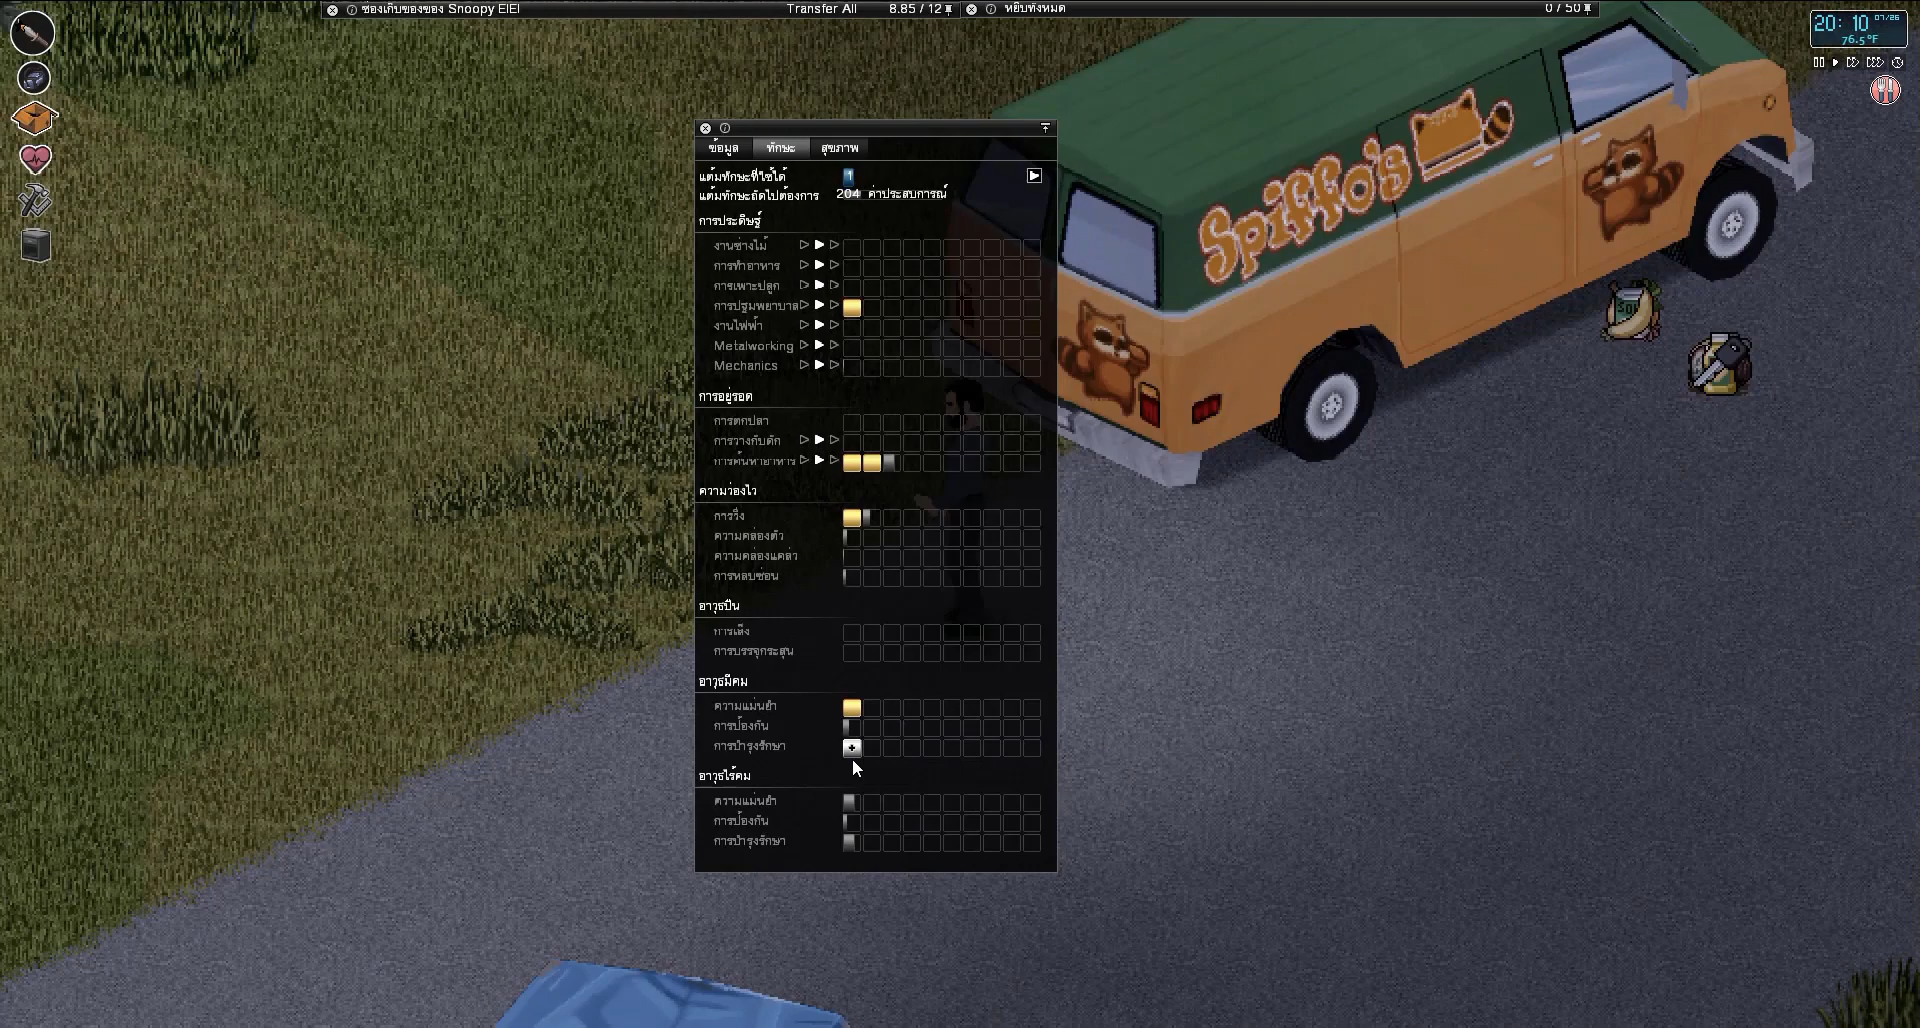 ช่องเก็บของของ Snoopy EIEI Transfer All 8.85 / 12
หยิบทั้งหมด 0 / 50
20: 10 07/26
76.5 °F
Spiffo's
ข้อมูล ทักษะ สุขภาพ
แต้มทักษะที่ใช้ได้ 1
แต้มทักษะถัดไปต้องการ 204 ค่าประสบการณ์
การประดิษฐ์
งานช่างไม้
การทำอาหาร
การเพาะปลูก
การปฐมพยาบาล
งานไฟฟ้า
Metalworking
Mechanics
การอยู่รอด
การตกปลา
การวางกับดัก
การค้นหาอาหาร
ความว่องไว
การวิ่ง
ความคล่องตัว
ความคล่องแคล่ว
การหลบซ่อน
อาวุธปืน
การเล็ง
การบรรจุกระสุน
อาวุธมีคม
ความแม่นยำ
การป้องกัน
การบำรุงรักษา
อาวุธไร้คม
ความแม่นยำ
การป้องกัน
การบำรุงรักษา